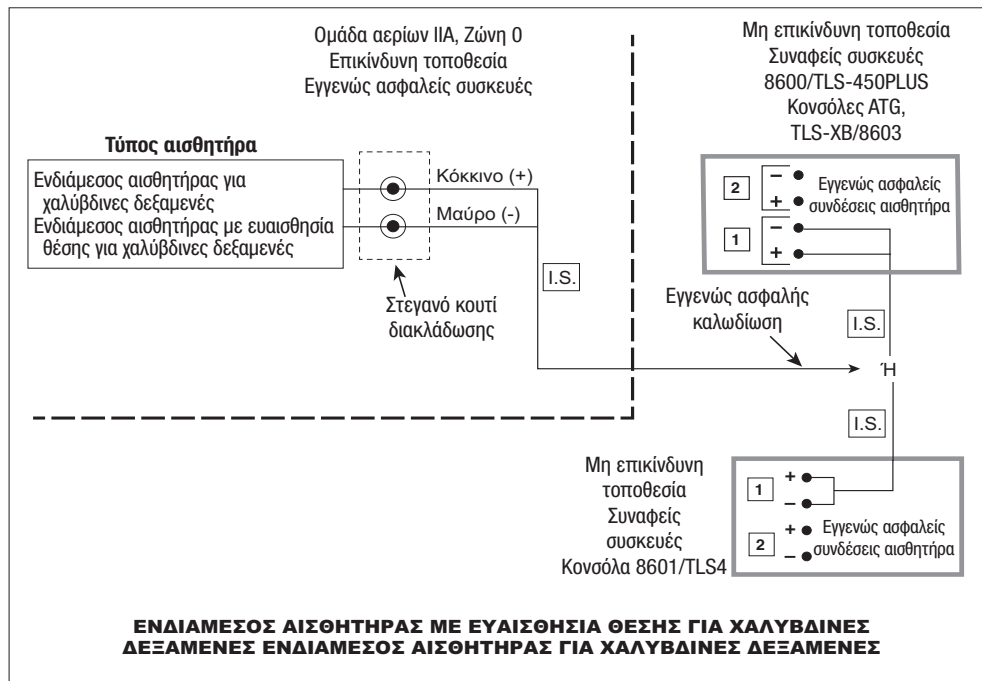 Ομάδα αερίων IIA, Ζώνη 0
Επικίνδυνη τοποθεσία
Εγγενώς ασφαλείς συσκευές
Μη επικίνδυνη τοποθεσία
Συναφείς συσκευές
8600/TLS-450PLUS
Κονσόλες ATG,
TLS-XB/8603
Τύπος αισθητήρα
Ενδιάμεσος αισθητήρας για
χαλύβδινες δεξαμενές
Ενδιάμεσος αισθητήρας με ευαισθησία
θέσης για χαλύβδινες δεξαμενές
Κόκκινο (+)
Μαύρο (-)
I.S.
Στεγανό κουτί
διακλάδωσης
2
−
+
1
−
+
Εγγενώς ασφαλείς
συνδέσεις αισθητήρα
Εγγενώς ασφαλής
καλωδίωση
I.S.
Ή
I.S.
Μη επικίνδυνη
τοποθεσία
Συναφείς
συσκευές
Κονσόλα 8601/TLS4
1
+
−
2
+
−
Εγγενώς ασφαλείς
συνδέσεις αισθητήρα
ΕΝΔΙΑΜΕΣΟΣ ΑΙΣΘΗΤΗΡΑΣ ΜΕ ΕΥΑΙΣΘΗΣΙΑ ΘΕΣΗΣ ΓΙΑ ΧΑΛΥΒΔΙΝΕΣ
ΔΕΞΑΜΕΝΕΣ ΕΝΔΙΑΜΕΣΟΣ ΑΙΣΘΗΤΗΡΑΣ ΓΙΑ ΧΑΛΥΒΔΙΝΕΣ ΔΕΞΑΜΕΝΕΣ